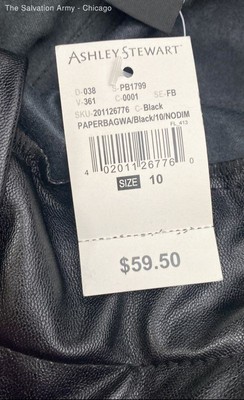 The Salvation Army - Chicago
ASHLEY STEWART
D-038 S-PB1799
V-361 C-0001 SE-FB
SKU-201126776 C-Black
PAPERBAGWA/Black/10/NODIM
FL_412
4 02011 26776 0
SIZE 10
$59.50